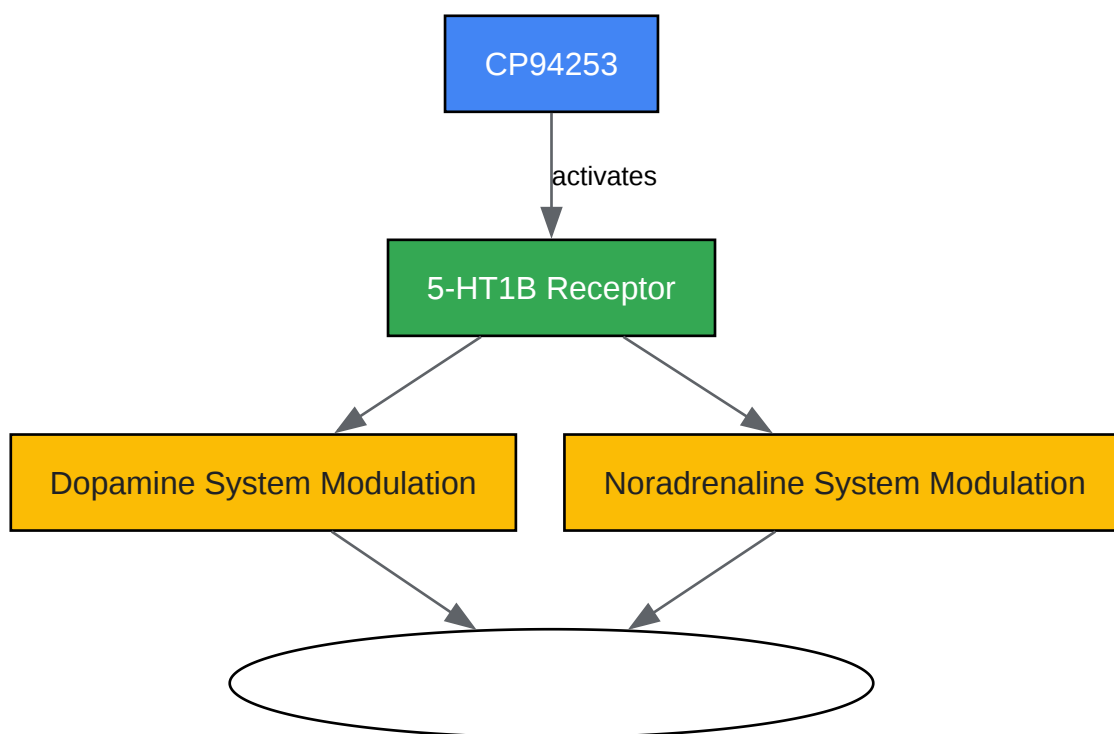 CP94253
activates
5-HT1B Receptor
Dopamine System Modulation
Noradrenaline System Modulation